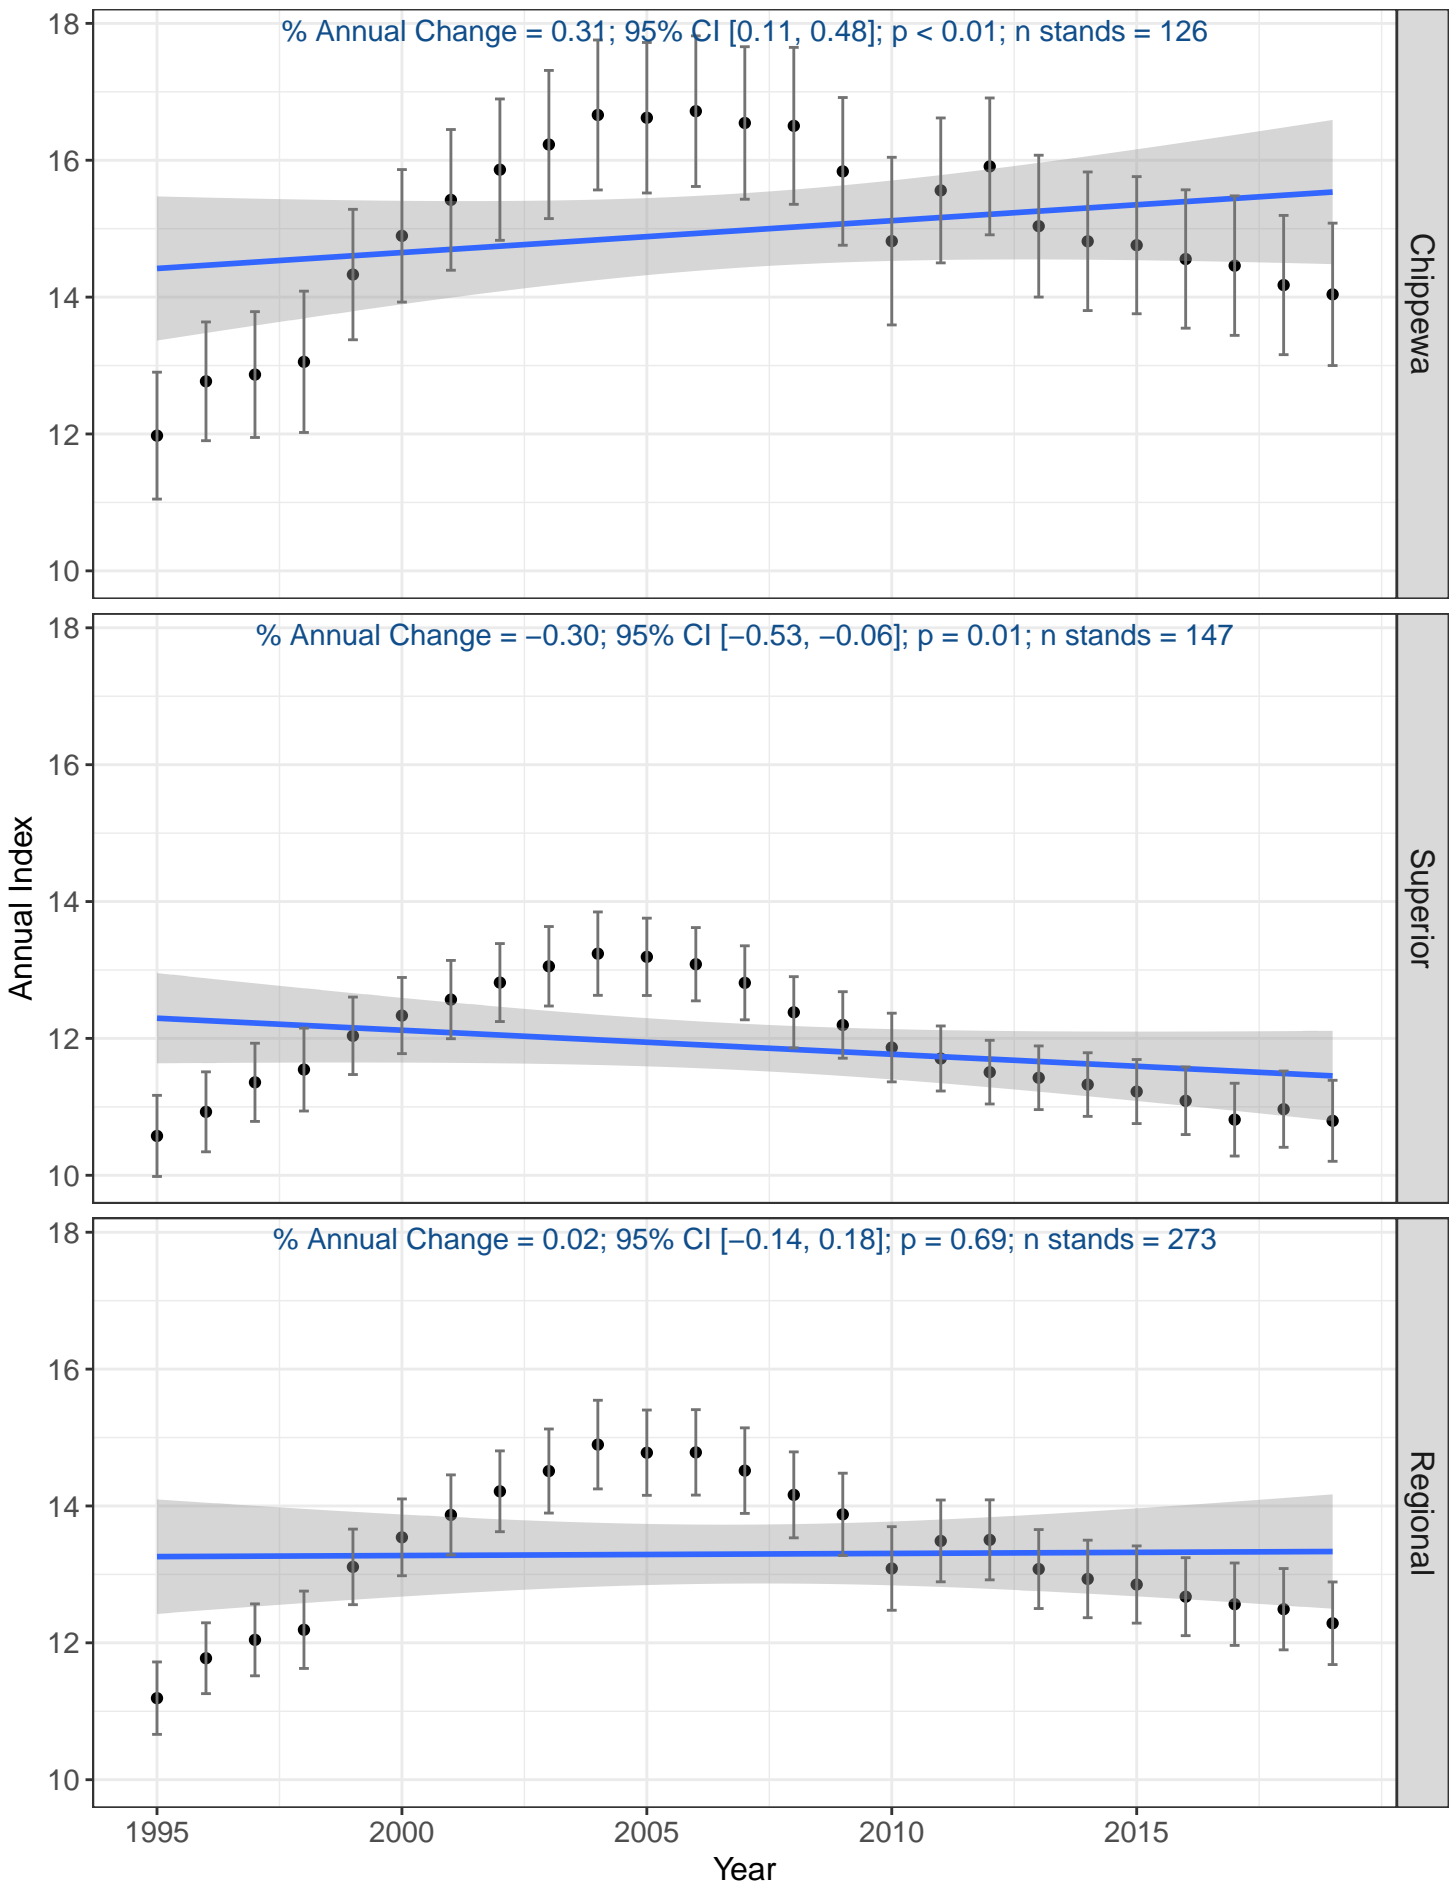 % Annual Change = 0.31; 95% CI [0.11, 0.48]; p < 0.01; n stands = 126
18
16
14
12
10
Chippewa
% Annual Change = −0.30; 95% CI [−0.53, −0.06]; p = 0.01; n stands = 147
18
16
14
12
10
Superior
Annual Index
% Annual Change = 0.02; 95% CI [−0.14, 0.18]; p = 0.69; n stands = 273
18
16
14
12
10
Regional
1995 2000 2005 2010 2015
Year